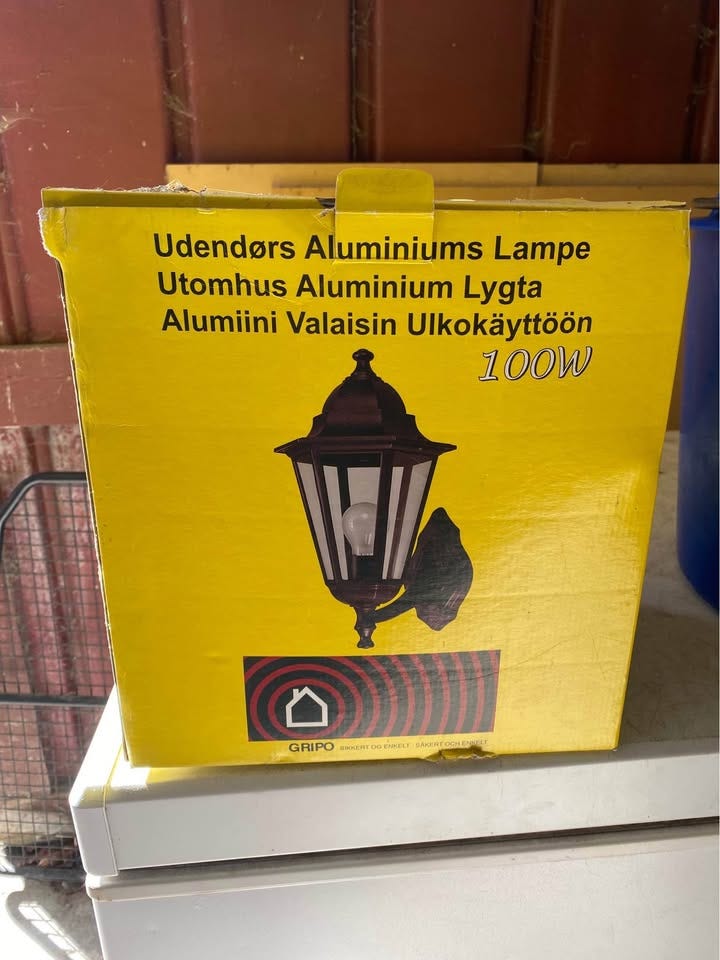 Udendørs Aluminiums Lampe
Utomhus Aluminium Lygta
Alumiini Valaisin Ulkokäyttöön
100W
GRIPO SIKKERT OG ENKELT SÄKERT OCH ENKELT